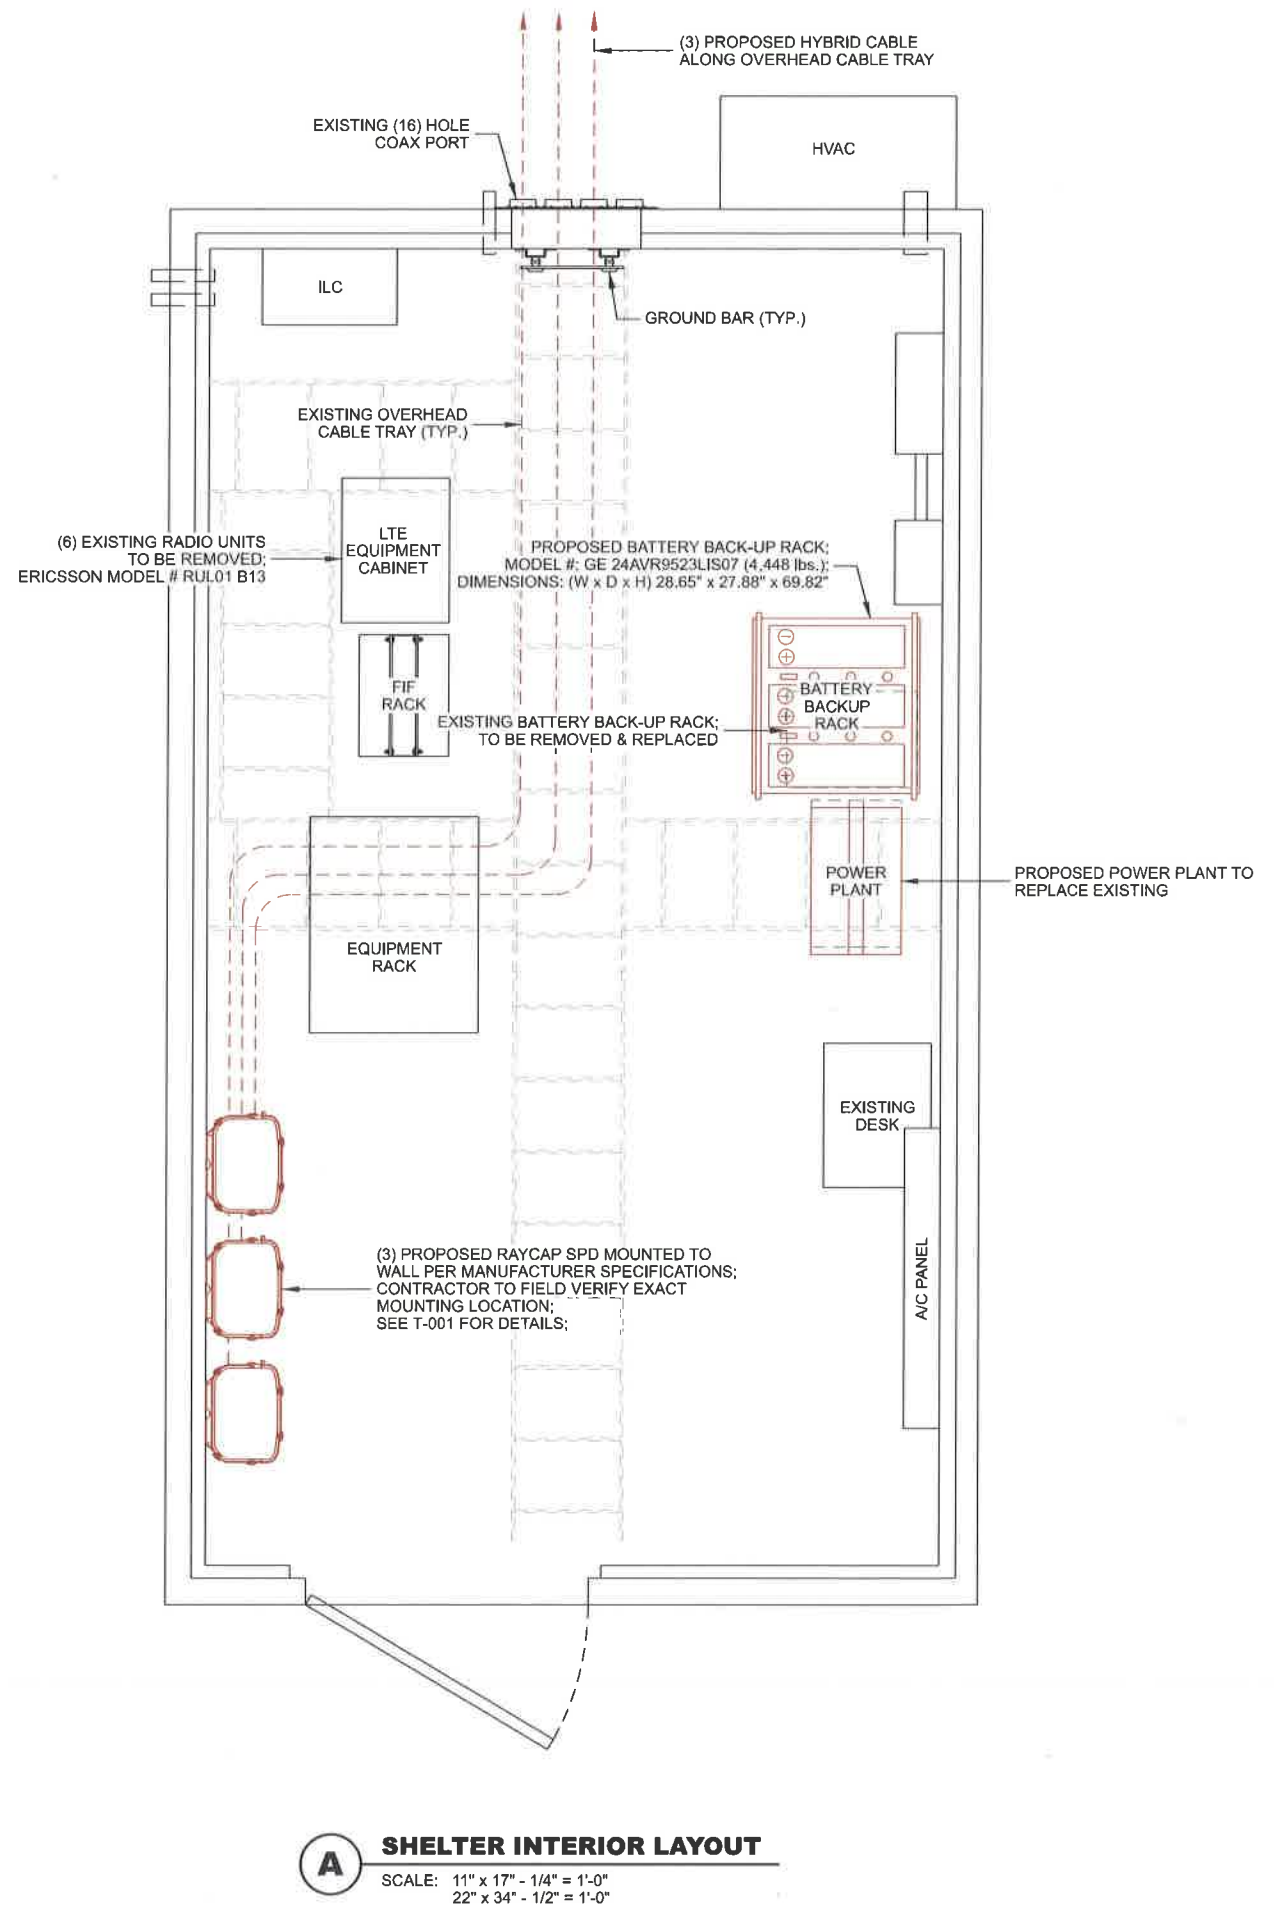 (3) PROPOSED HYBRID CABLE
ALONG OVERHEAD CABLE TRAY
EXISTING (16) HOLE
COAX PORT
HVAC
ILC
GROUND BAR (TYP.)
EXISTING OVERHEAD
CABLE TRAY (TYP.)
(6) EXISTING RADIO UNITS
TO BE REMOVED;
ERICSSON MODEL # RUL01 B13
LTE
EQUIPMENT
CABINET
PROPOSED BATTERY BACK-UP RACK;
MODEL #: GE 24AVR9523LIS07 (4,448 lbs.);
DIMENSIONS: (W x D x H) 28.65" x 27.88" x 69.82"
FIF
RACK
BATTERY
BACKUP
RACK
EXISTING BATTERY BACK-UP RACK;
TO BE REMOVED & REPLACED
POWER
PLANT
PROPOSED POWER PLANT TO
REPLACE EXISTING
EQUIPMENT
RACK
EXISTING
DESK
A/C PANEL
(3) PROPOSED RAYCAP SPD MOUNTED TO
WALL PER MANUFACTURER SPECIFICATIONS;
CONTRACTOR TO FIELD VERIFY EXACT
MOUNTING LOCATION;
SEE T-001 FOR DETAILS;
A
SHELTER INTERIOR LAYOUT
SCALE: 11" x 17" - 1/4" = 1'-0"
22" x 34" - 1/2" = 1'-0"